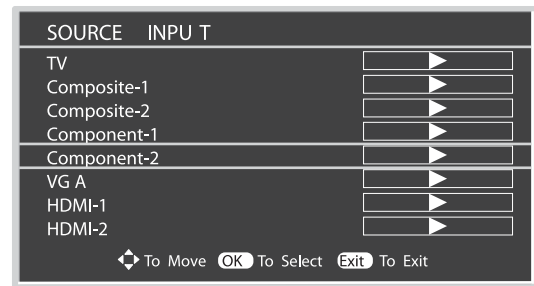 SOURCE INPU T
TV
Composite-1
Composite-2
Component-1
Component-2
VG A
HDMI-1
HDMI-2
To Move OK To Select Exit To Exit